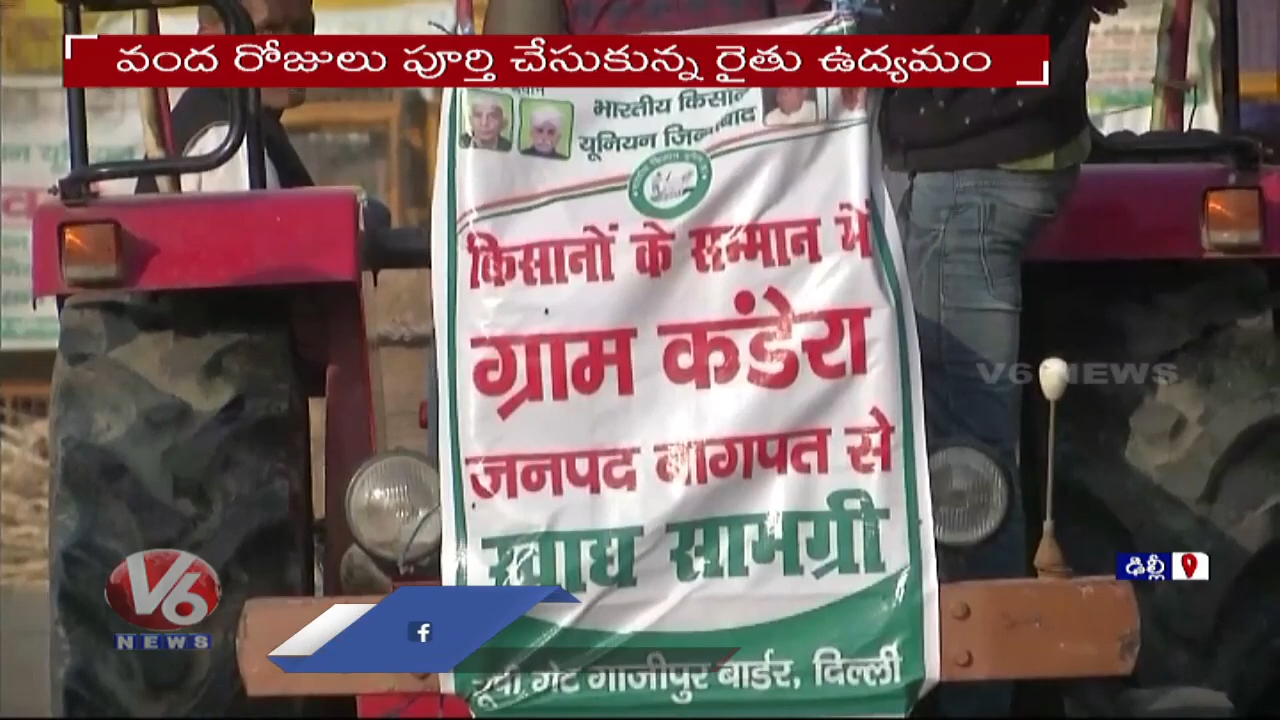 వంద రోజులు పూర్తి చేసుకున్న రైతు ఉద్యమం
भारतीय किसान
यूनियन जिन्दाबाद
किसानों के सम्मान में
ग्राम कंडेरा
V6 NEWS
जनपद बागपत से
खाद्य सामग्री
ఢిల్లీ
V6
NEWS
f
यूपी गेट गाजीपुर बार्डर, दिल्ली